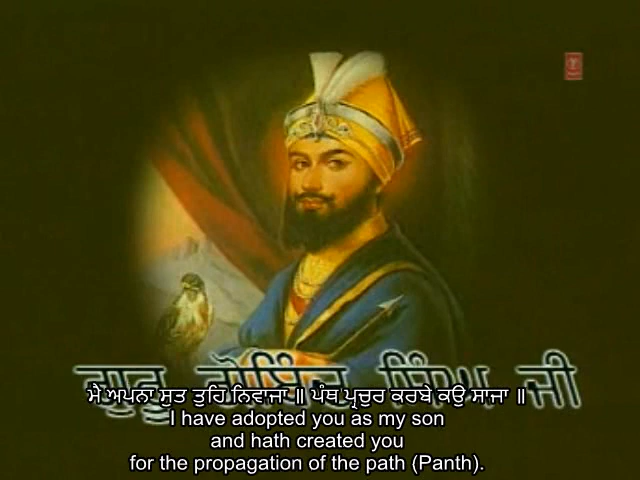 ਗੁਰੂ ਗੋਬਿੰਦ ਸਿੰਘ ਜੀ
ਮੈ ਅਪਨਾ ਸੁਤ ਤੁਹਿ ਨਿਵਾਜਾ ॥ ਪੰਥ ਪ੍ਰਚੁਰ ਕਰਬੇ ਕਉ ਸਾਜਾ ॥
I have adopted you as my son
and hath created you
for the propagation of the path (Panth).